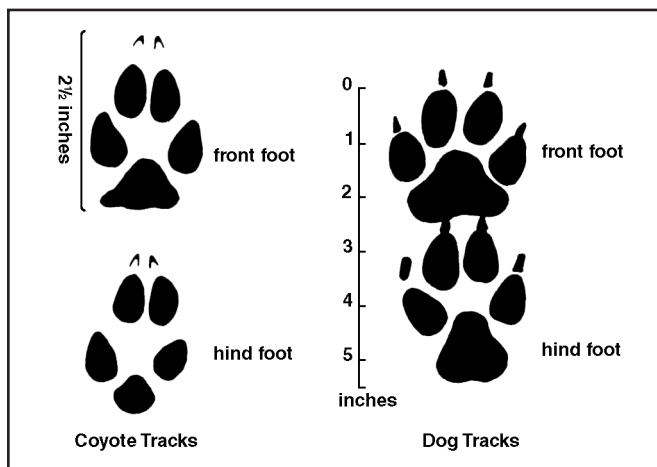 2½ inches
front foot
hind foot
Coyote Tracks
0
1
2
3
4
5
inches
front foot
hind foot
Dog Tracks